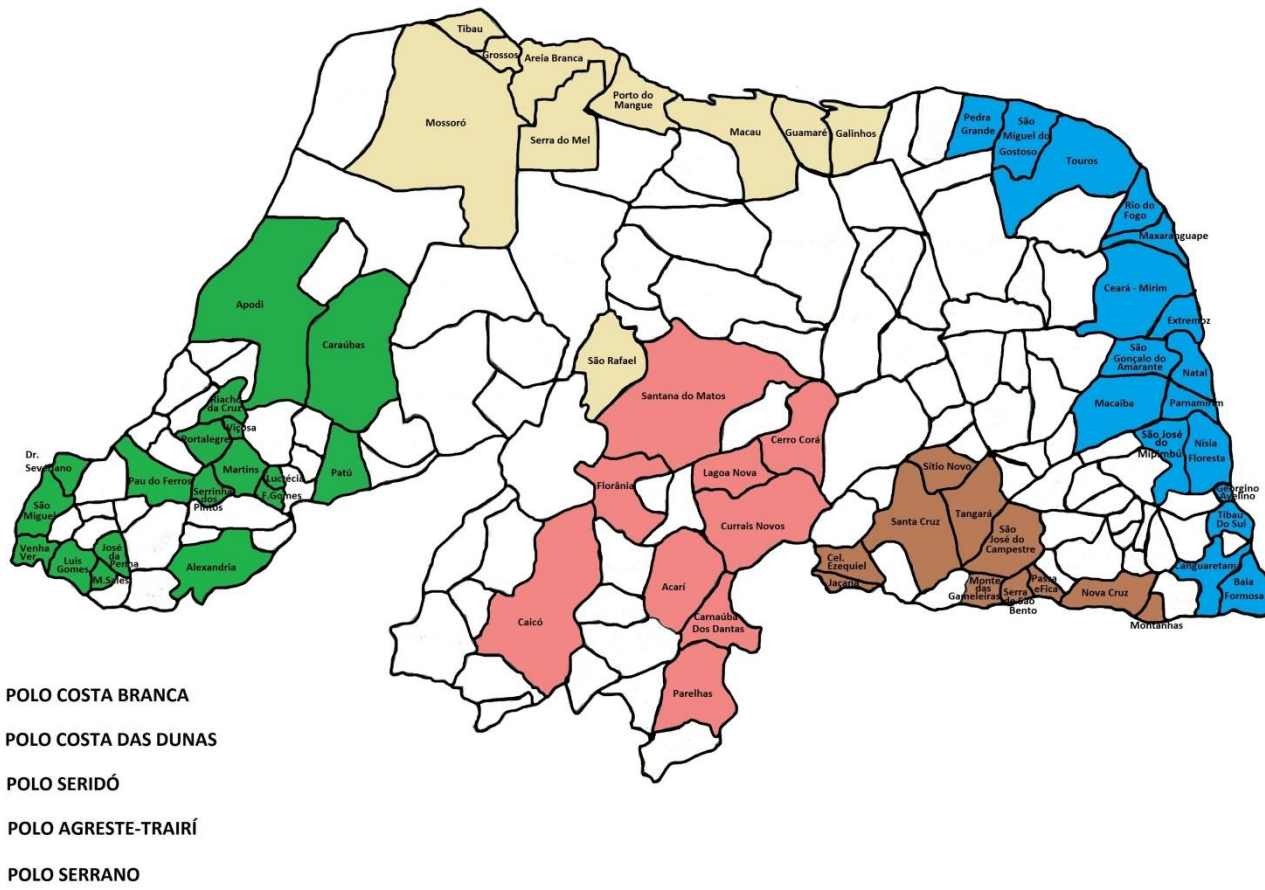 Tibau
Grossos
Areia Branca
Porto do
Mangue
Mossoró
Serra do Mel
Macau
Guamaré
Galinhos
Pedra
Grande
São
Miguel do
Gostoso
Touros
Rio do
Fogo
Maxaranguape
Ceará - Mirim
Extremoz
São
Gonçalo do
Amarante
Natal
Macaíba
Parnamirim
São José
do
Mipimbú
Nísia
Floresta
Georgino
Avelino
Tibau
Do Sul
Canguaretama
Baia
Formosa
Apodi
Caraúbas
Riacho
da Cruz
Viçosa
Portalegre
Martins
Lucrécia
F.Gomes
Patú
Dr.
Severiano
Pau do Ferros
Serrinha
dos
Pintos
São
Miguel
Venha
Ver
Luís
Gomes
José
da
Penha
M.Sales
Alexandria
São Rafael
Santana do Matos
Cerro Corá
Lagoa Nova
Florânia
Currais Novos
Caicó
Acarí
Carnaúba
Dos Dantas
Parelhas
Sítio Novo
Santa Cruz
Tangará
São
José do
Campestre
Cel.
Ezequiel
Jaçanã
Monte
das
Gameleiras
Serra
de São
Bento
Passa
eFica
Nova Cruz
Montanhas
POLO COSTA BRANCA
POLO COSTA DAS DUNAS
POLO SERIDÓ
POLO AGRESTE-TRAIRÍ
POLO SERRANO